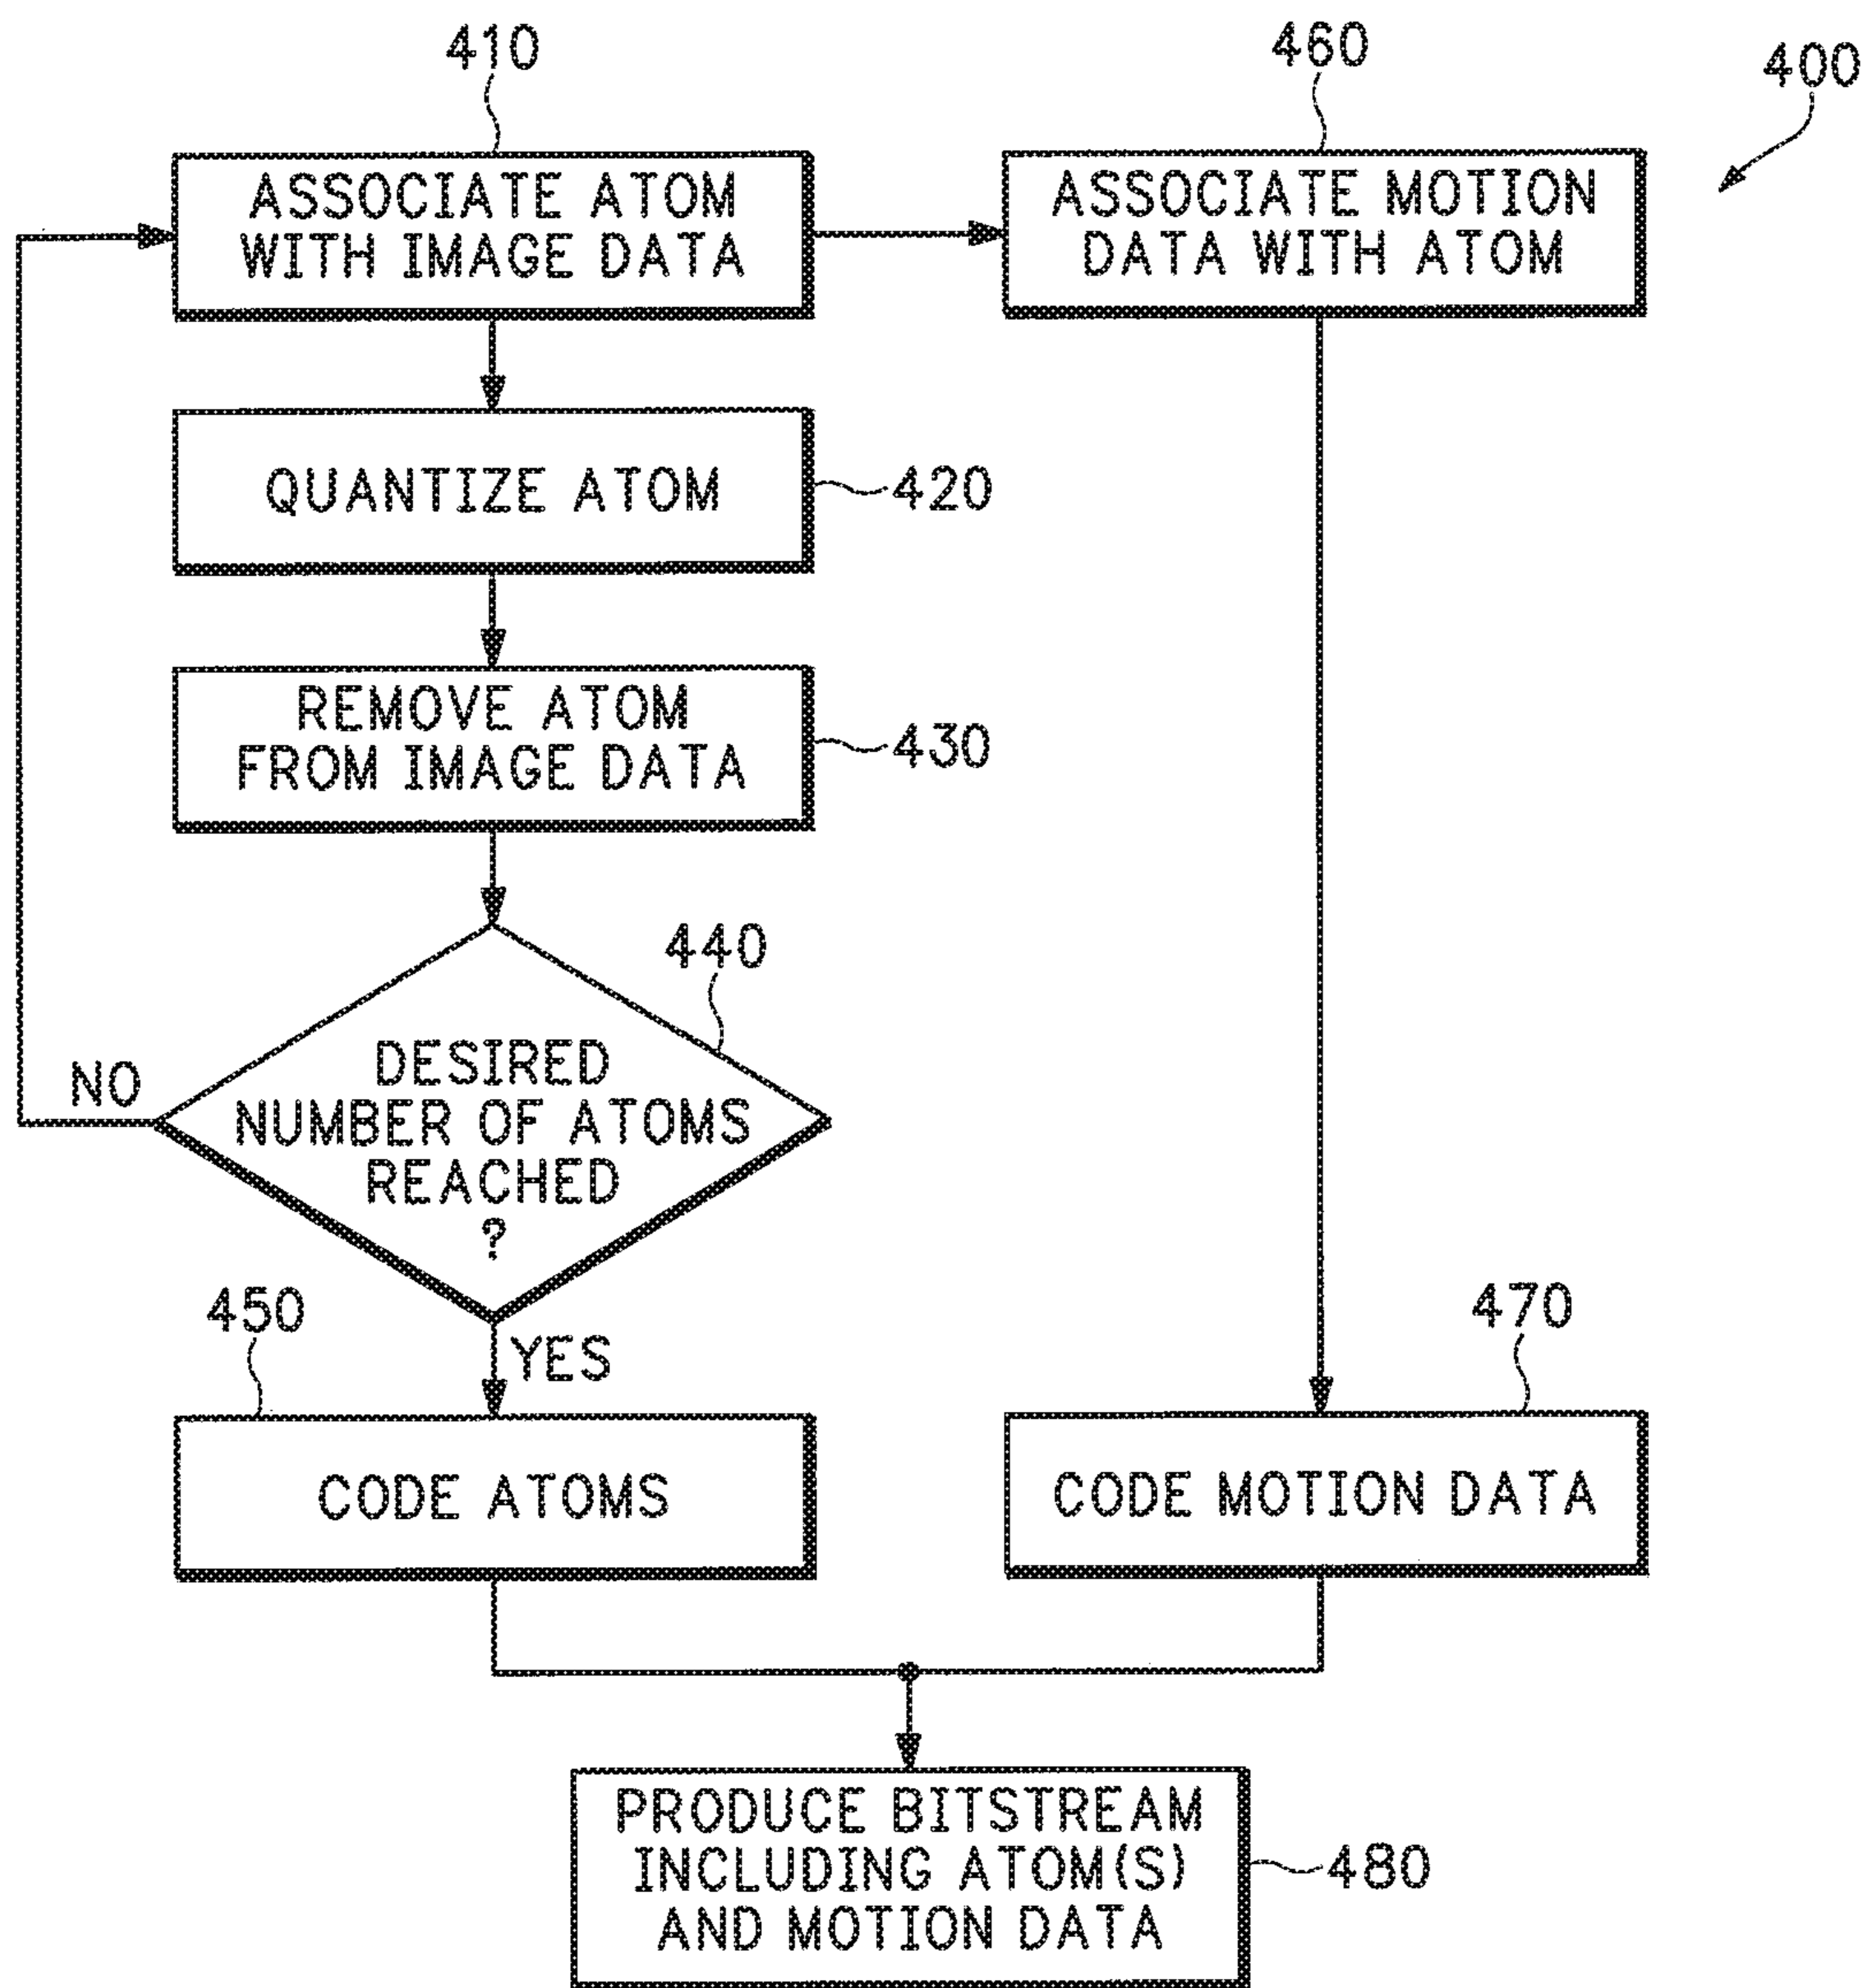 410
460
400
ASSOCIATE ATOM
WITH IMAGE DATA
ASSOCIATE MOTION
DATA WITH ATOM
QUANTIZE ATOM
420
REMOVE ATOM
FROM IMAGE DATA
430
440
NO
DESIRED
NUMBER OF ATOMS
REACHED
?
YES
450
470
CODE ATOMS
CODE MOTION DATA
PRODUCE BITSTREAM
INCLUDING ATOM(S)
AND MOTION DATA
480